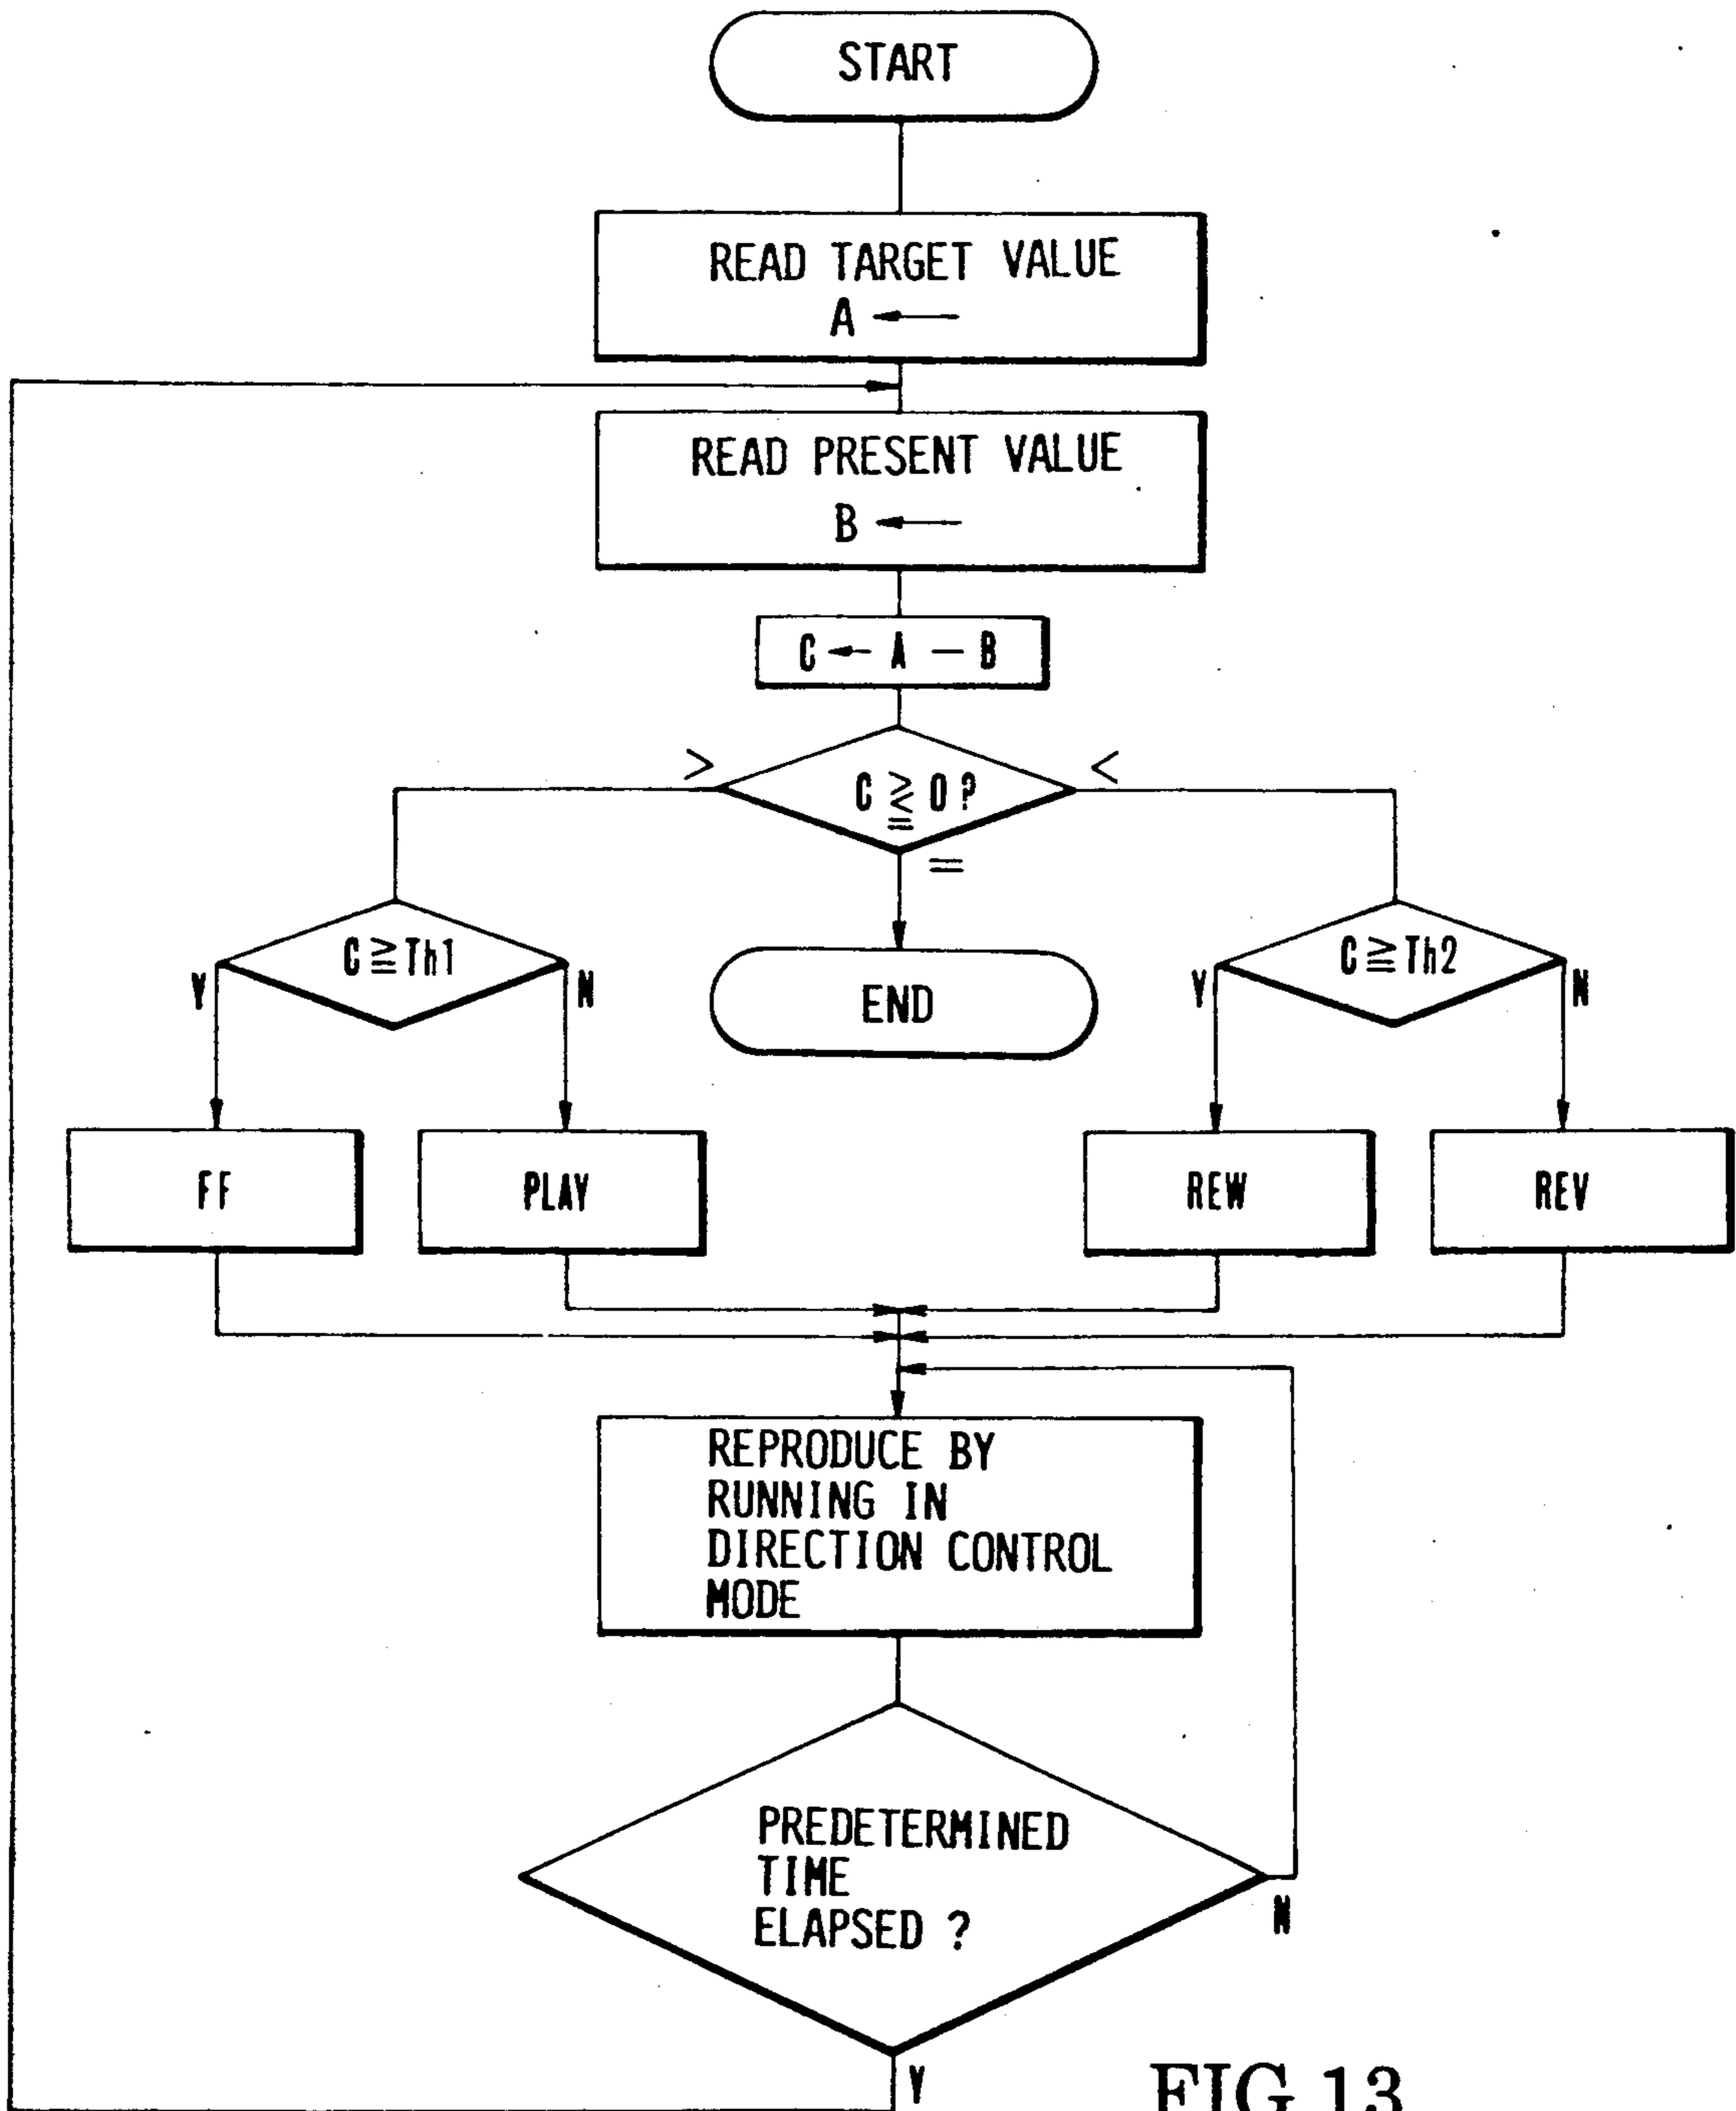 START
READ TARGET VALUE
A ←
READ PRESENT VALUE
B ←
C ← A — B
>
C ⪌ 0 ?
<
=
C ≧ Th1
Y
N
END
C ≧ Th2
Y
N
FF
PLAY
REW
REV
REPRODUCE BY
RUNNING IN
DIRECTION CONTROL
MODE
PREDETERMINED
TIME
ELAPSED ?
N
Y
FIG.13